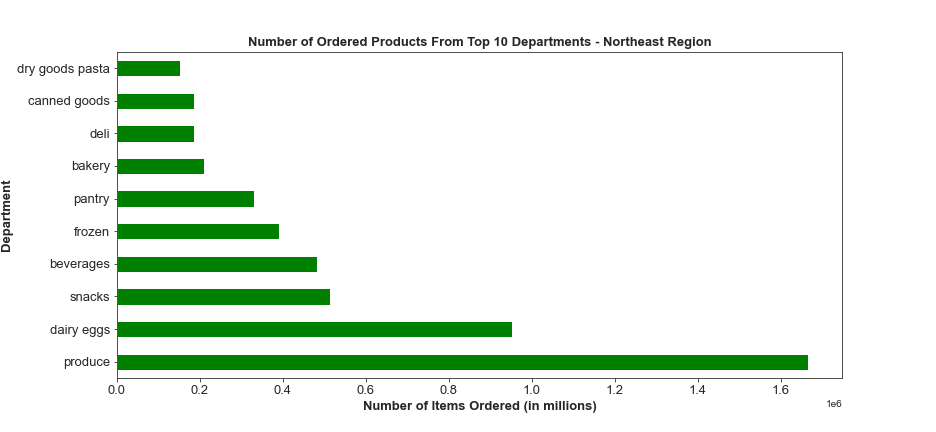 Number of Ordered Products From Top 10 Departments - Northeast Region
Department
dry goods pasta
canned goods
deli
bakery
pantry
frozen
beverages
snacks
dairy eggs
produce
0.0 0.2 0.4 0.6 0.8 1.0 1.2 1.4 1.6
1e6
Number of Items Ordered (in millions)